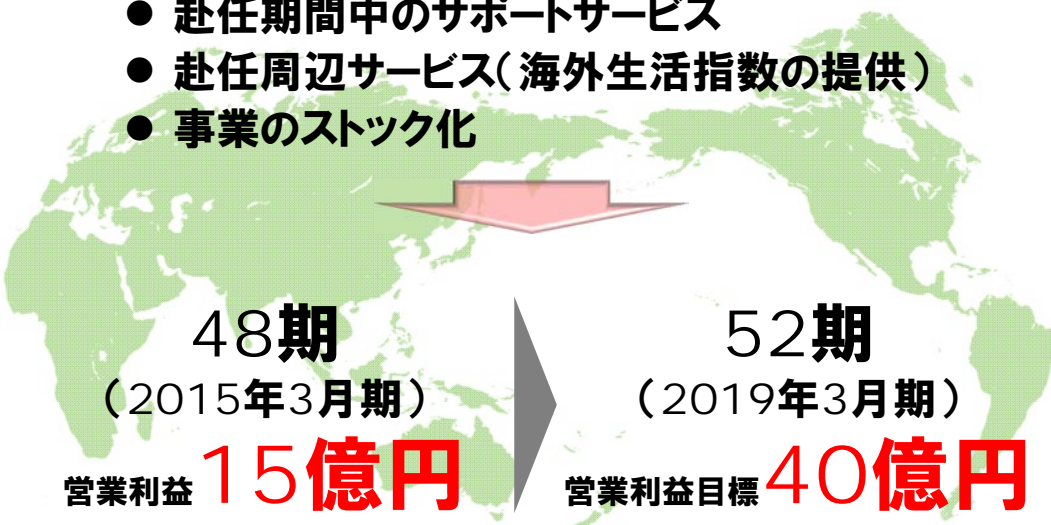 ● 赴任期間中のサポートサービス
● 赴任周辺サービス(海外生活指数の提供)
● 事業のストック化
48期
(2015年3月期)
営業利益15億円
52期
(2019年3月期)
営業利益目標40億円